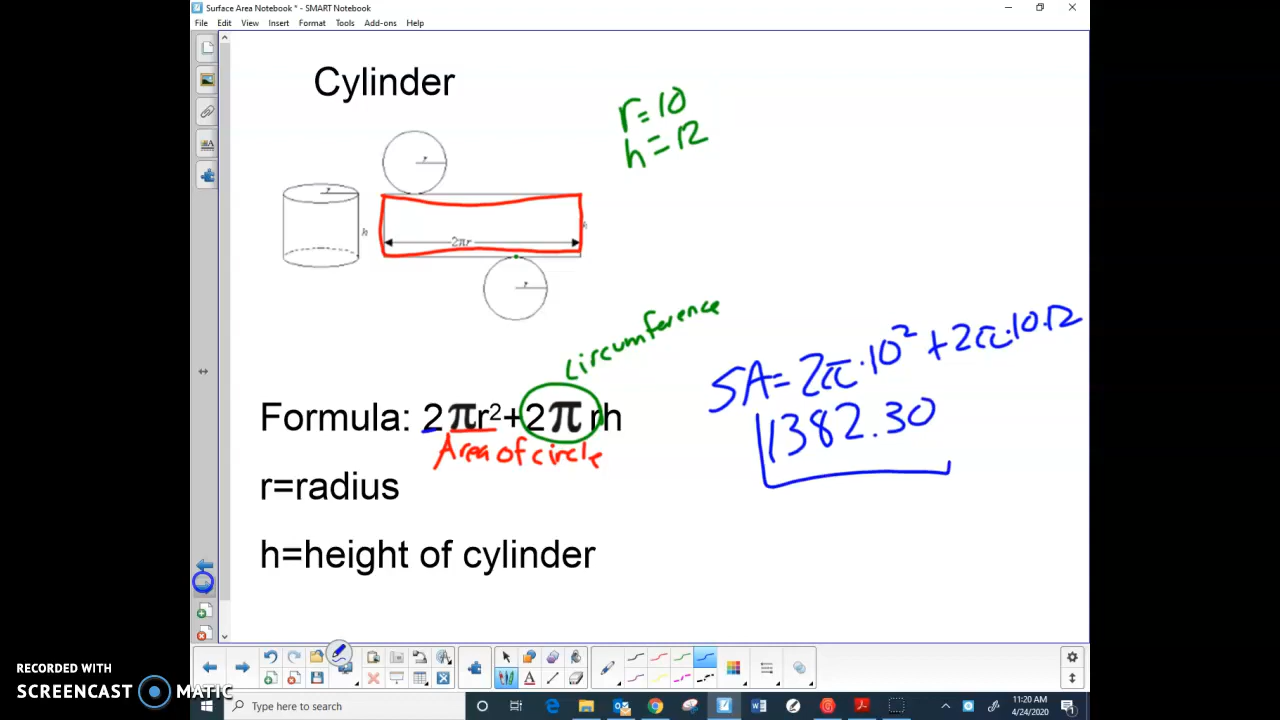 Surface Area Notebook * - SMART Notebook
File Edit View Insert Format Tools Add-ons Help
Cylinder
r=10
h=12
r
r
h
h
2πr
r
circumference
SA=2π·10²+2π·10·12
1382.30
Formula: 2πr²+2πrh
Area of circle
r=radius
h=height of cylinder
RECORDED WITH
SCREENCAST MATIC
Type here to search
11:20 AM
4/24/2020